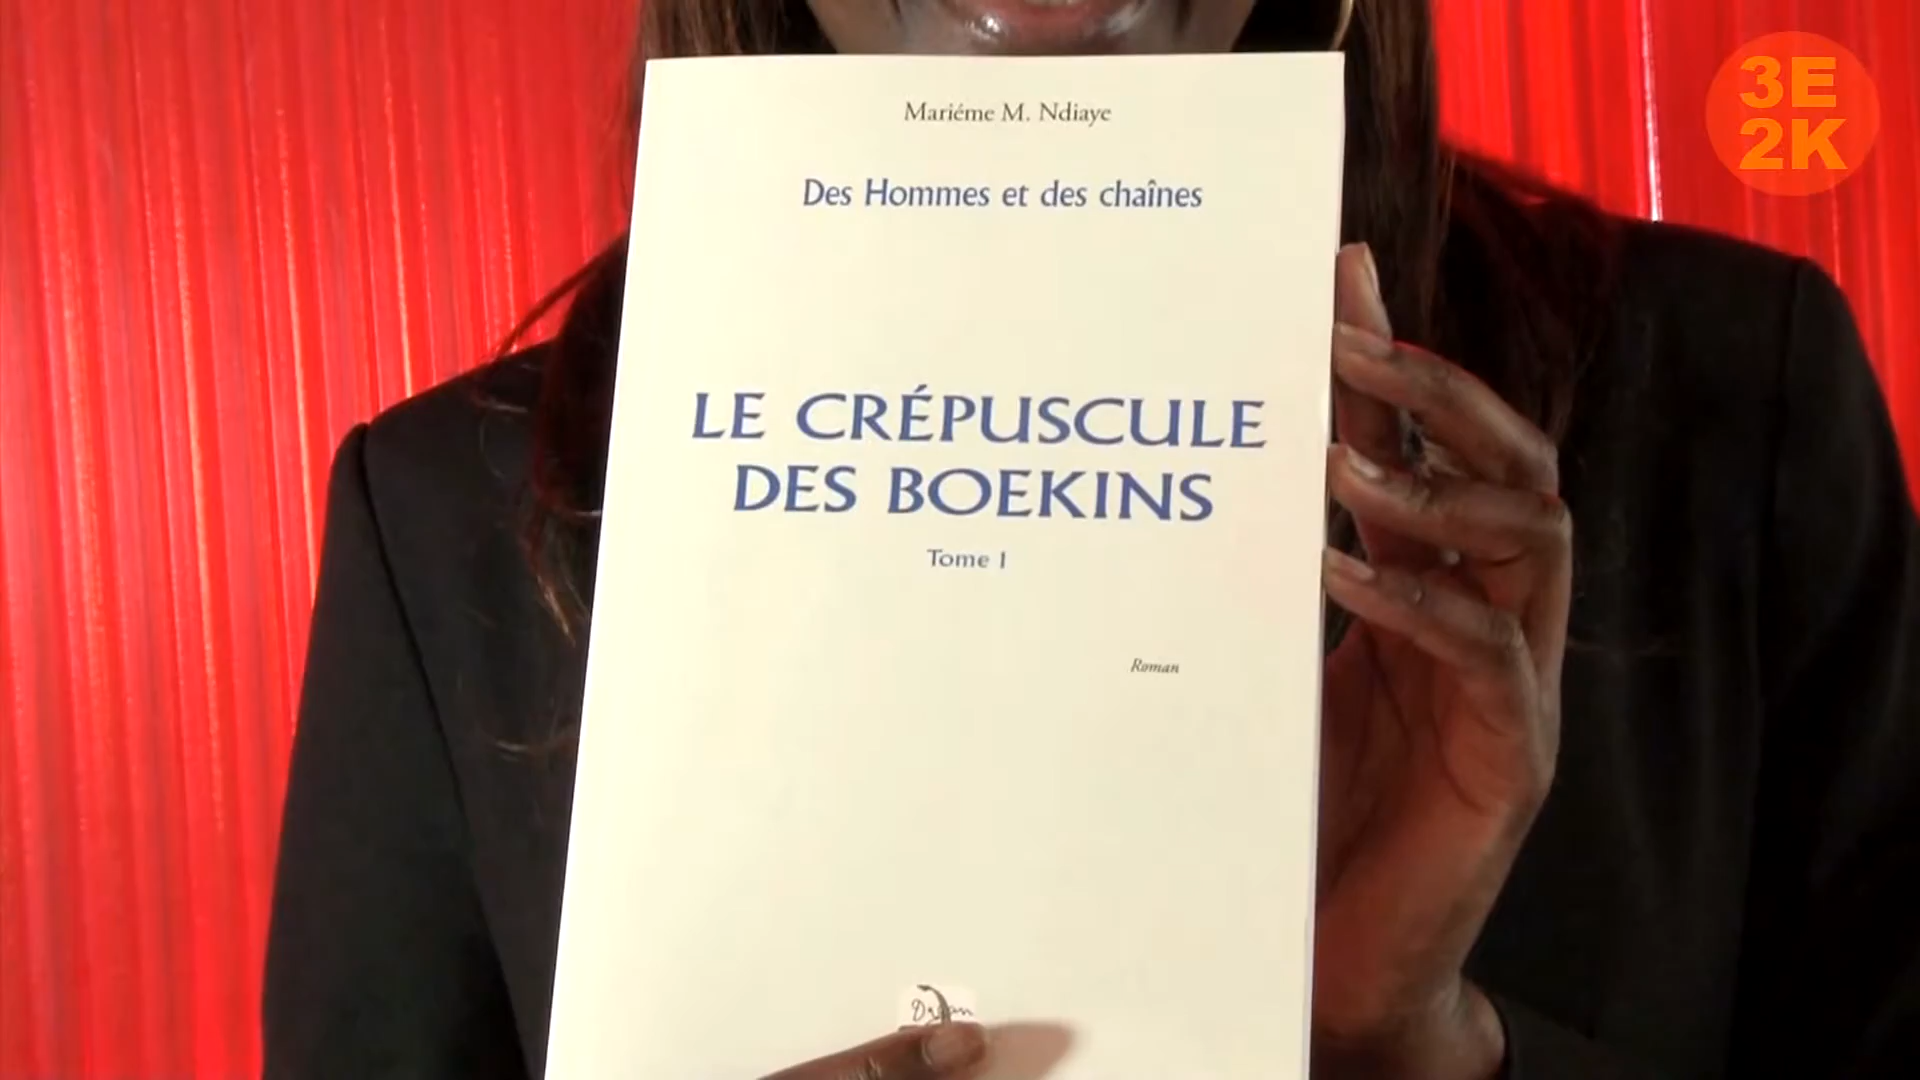 Mariéme M. Ndiaye
Des Hommes et des chaînes
LE CRÉPUSCULE
DES BOEKINS
Tome 1
Roman
3E
2K